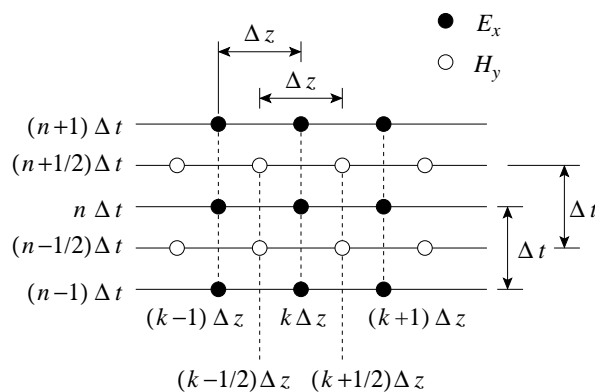 E_x
Δz
H_y
Δz
(n+1) Δt
(n+1/2)Δt
n Δt
Δt
(n−1/2)Δt
Δt
(n−1) Δt
(k−1) Δz kΔz (k+1) Δz
(k−1/2)Δz (k+1/2)Δz